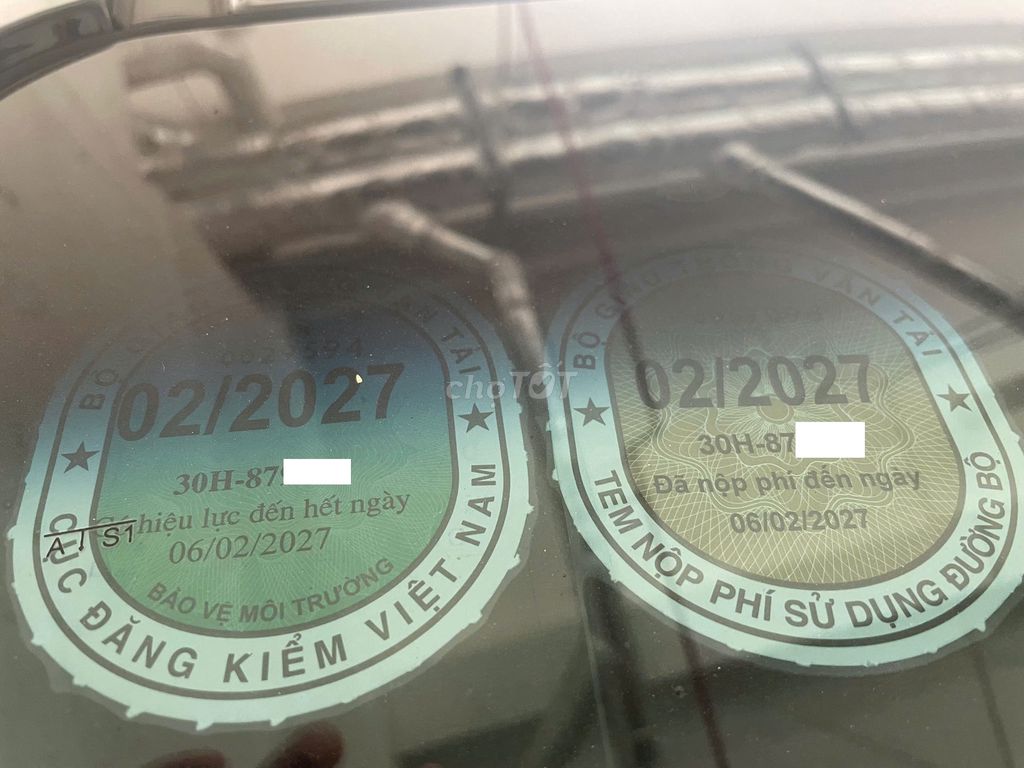 BỘ GIAO THÔNG VẬN TẢI
02/2027
30H-87
Có hiệu lực đến hết ngày
06/02/2027
BẢO VỆ MÔI TRƯỜNG
CỤC ĐĂNG KIỂM VIỆT NAM
A T S1
BỘ GIAO THÔNG VẬN TẢI
02/2027
30H-87
Đã nộp phí đến ngày
06/02/2027
TEM NỘP PHÍ SỬ DỤNG ĐƯỜNG BỘ
choTỐT